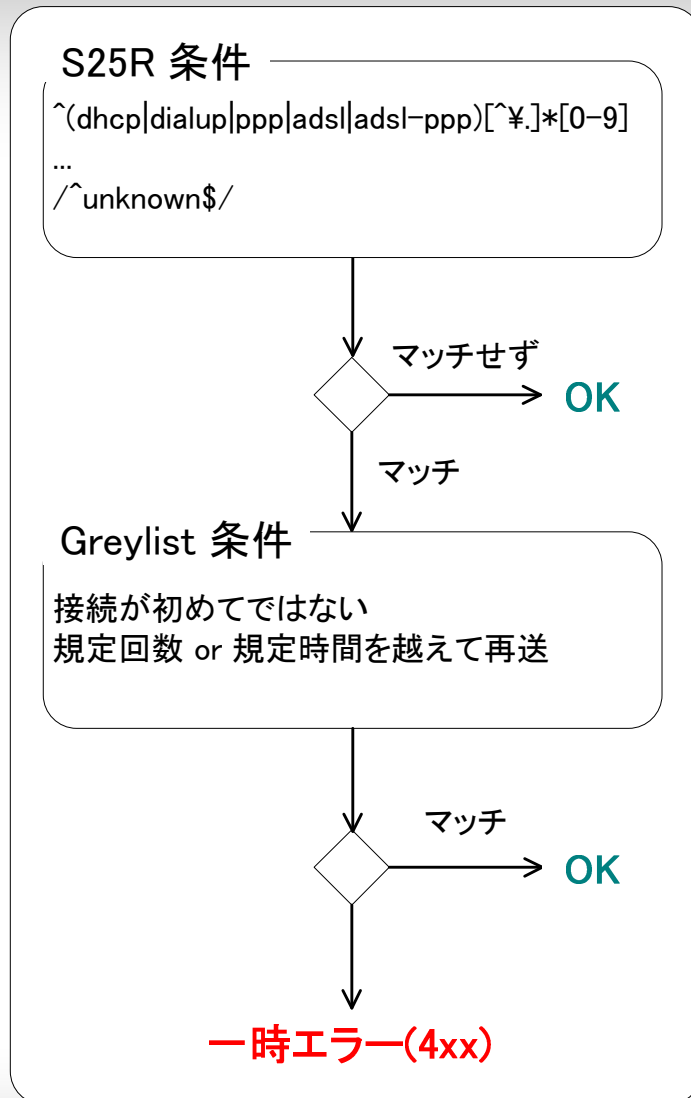 S25R 条件
^(dhcp|dialup|ppp|adsl|adsl-ppp)[^¥.]*[0-9]
...
/^unknown$/
マッチせず
OK
マッチ
Greylist 条件
接続が初めてではない
規定回数 or 規定時間を越えて再送
マッチ
OK
一時エラー(4xx)